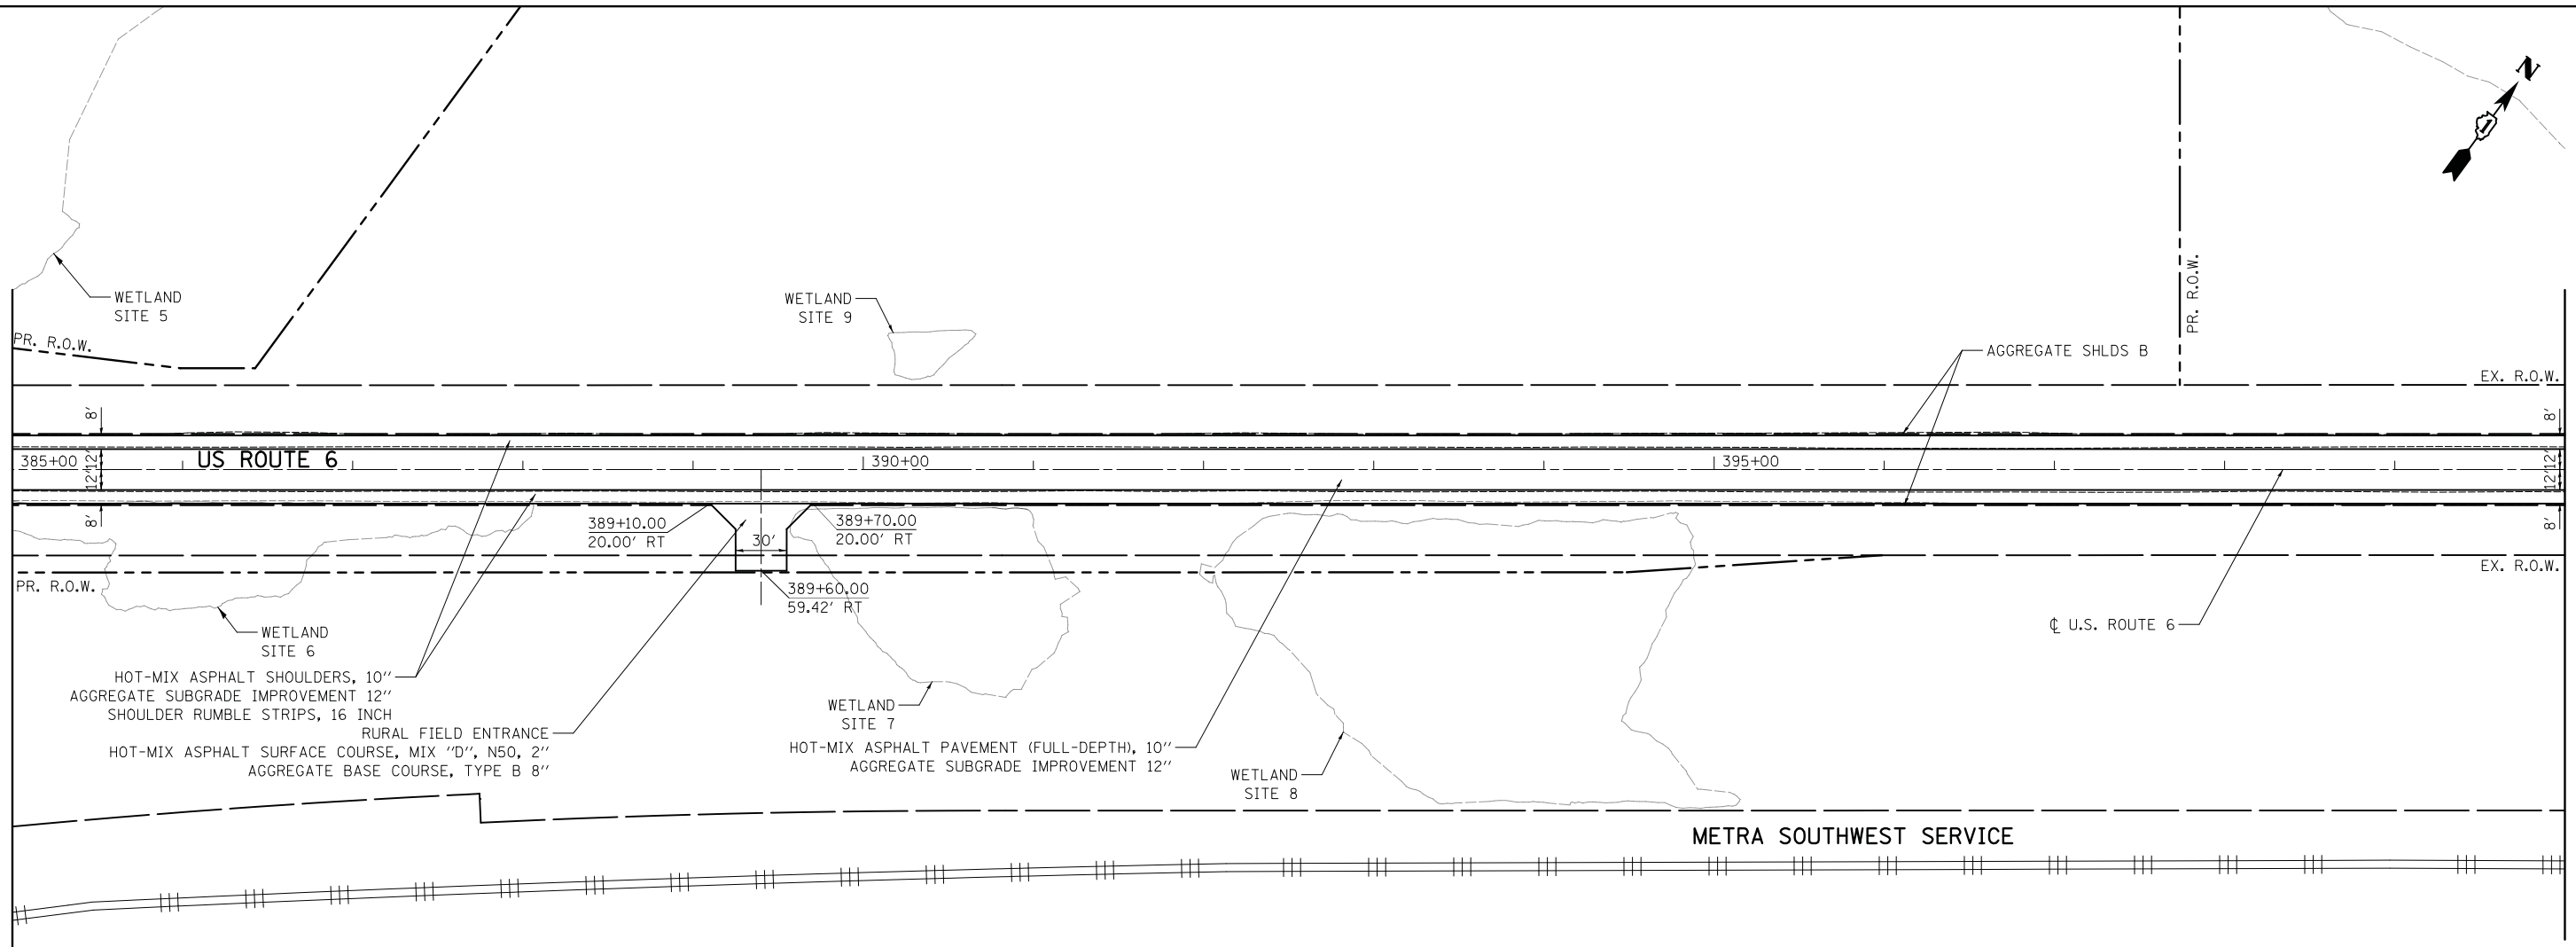 N
1
WETLAND
SITE 5
PR. R.O.W.
WETLAND
SITE 9
PR. R.O.W.
AGGREGATE SHLDS B
EX. R.O.W.
8'
8'
385+00
12'
12'
US ROUTE 6
390+00
395+00
12'
12'
8'
8'
389+10.00
20.00' RT
30'
389+70.00
20.00' RT
EX. R.O.W.
PR. R.O.W.
389+60.00
59.42' RT
WETLAND
SITE 6
℄ U.S. ROUTE 6
HOT-MIX ASPHALT SHOULDERS, 10"
AGGREGATE SUBGRADE IMPROVEMENT 12"
SHOULDER RUMBLE STRIPS, 16 INCH
RURAL FIELD ENTRANCE
HOT-MIX ASPHALT SURFACE COURSE, MIX "D", N50, 2"
AGGREGATE BASE COURSE, TYPE B 8"
WETLAND
SITE 7
HOT-MIX ASPHALT PAVEMENT (FULL-DEPTH), 10"
AGGREGATE SUBGRADE IMPROVEMENT 12"
WETLAND
SITE 8
METRA SOUTHWEST SERVICE